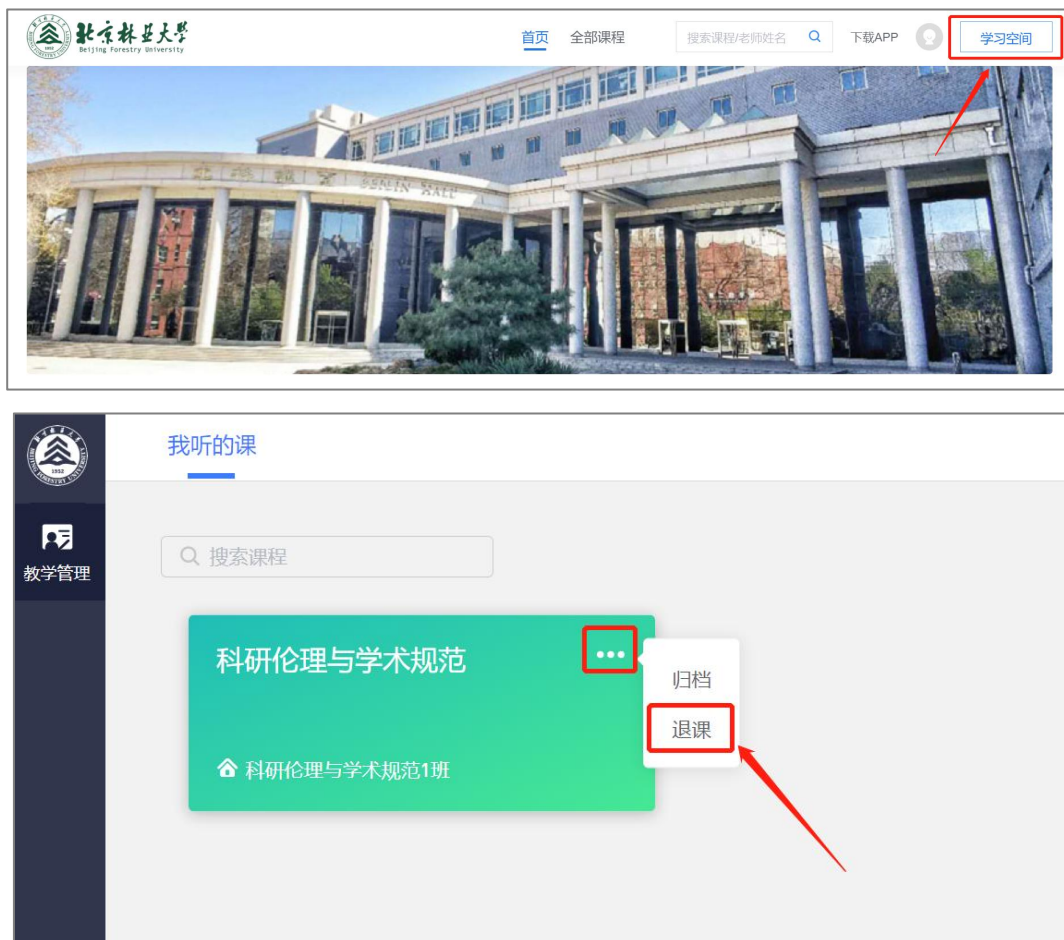 北京林业大学
Beijing Forestry University
首页 全部课程 搜索课程/老师姓名 下载APP 学习空间
BEILIN HALL
我听的课
1952
教学管理
搜索课程
科研伦理与学术规范
归档
退课
科研伦理与学术规范1班